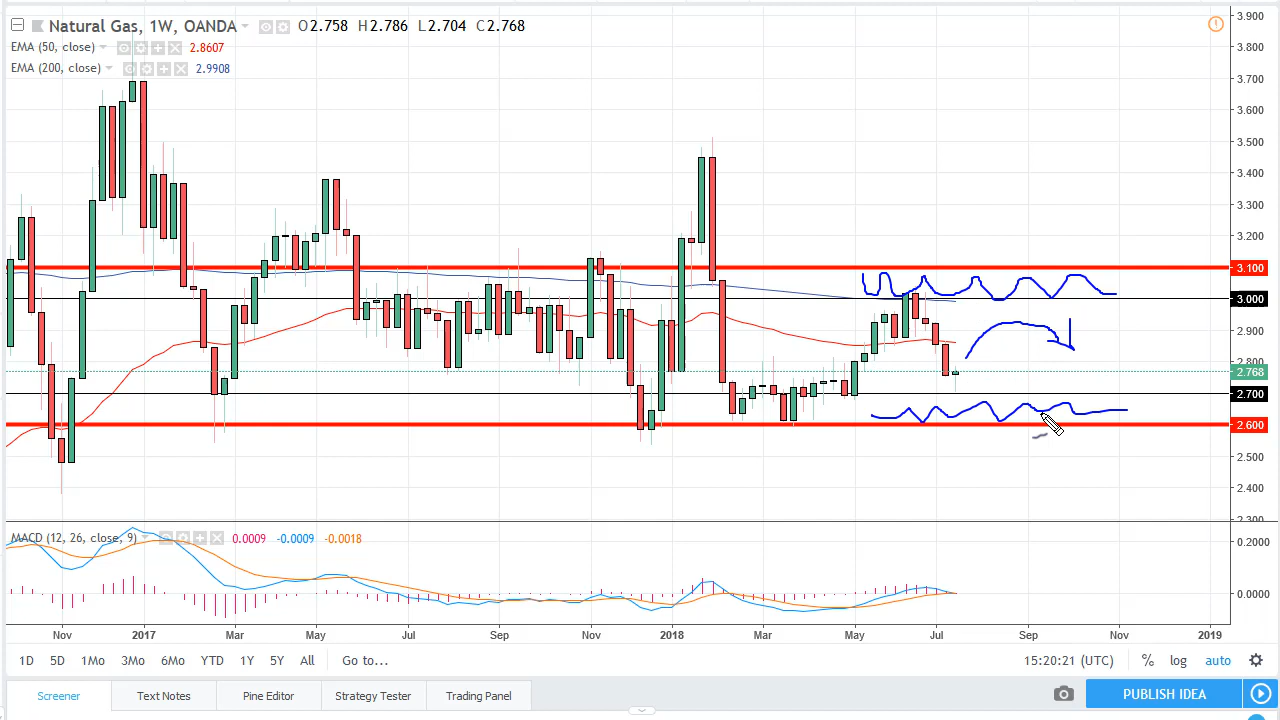 Natural Gas, 1W, OANDA O2.758 H2.786 L2.704 C2.768
EMA (50, close) 2.8607
EMA (200, close) 2.9908
3.900
3.800
3.700
3.600
3.500
3.400
3.300
3.200
3.100
3.000
2.900
2.800
2.768
2.700
2.600
2.500
2.400
2.300
MACD (12, 26, close, 9) 0.0009 -0.0009 -0.0018
0.2000
0.0000
Nov 2017 Mar May Jul Sep Nov 2018 Mar May Jul Sep Nov 2019
1D 5D 1Mo 3Mo 6Mo YTD 1Y 5Y All Go to... 15:20:21 (UTC) % log auto
Screener Text Notes Pine Editor Strategy Tester Trading Panel PUBLISH IDEA